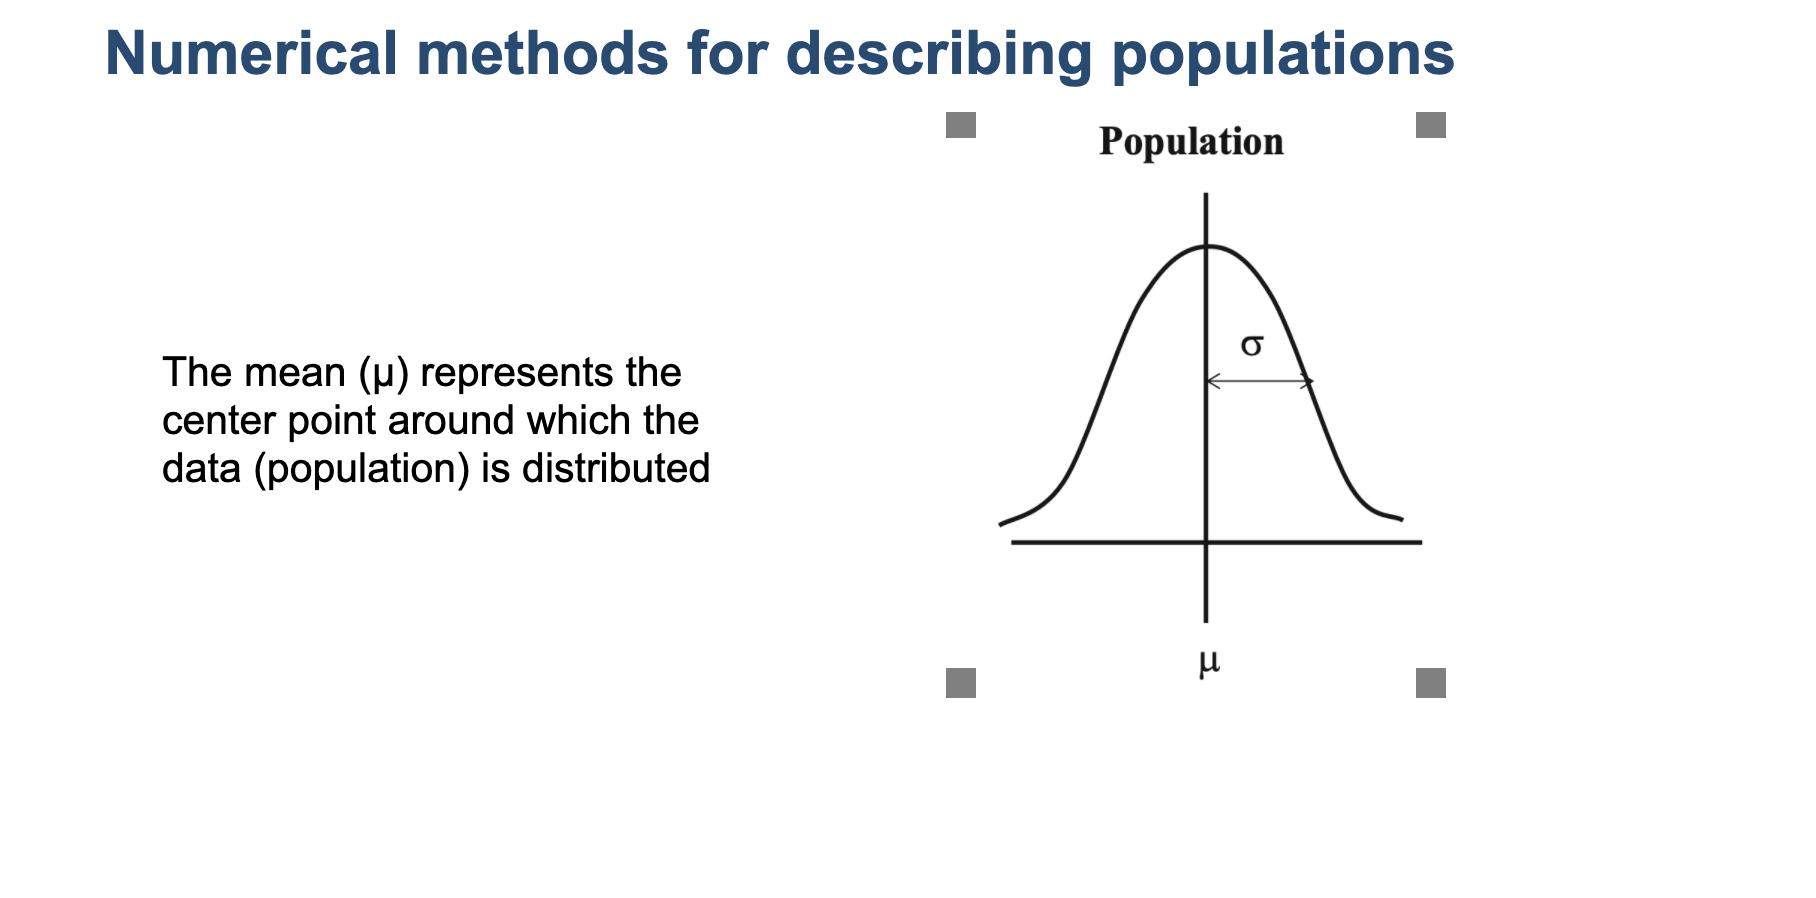 Numerical methods for describing populations
Population
σ
The mean (μ) represents the
center point around which the
data (population) is distributed
μ